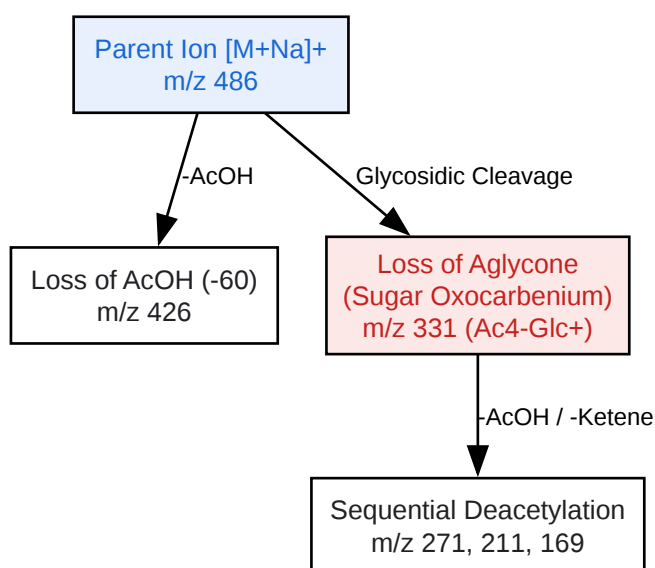 Parent Ion [M+Na]+
m/z 486
-AcOH
Glycosidic Cleavage
Loss of AcOH (-60)
m/z 426
Loss of Aglycone
(Sugar Oxocarbenium)
m/z 331 (Ac4-Glc+)
-AcOH / -Ketene
Sequential Deacetylation
m/z 271, 211, 169